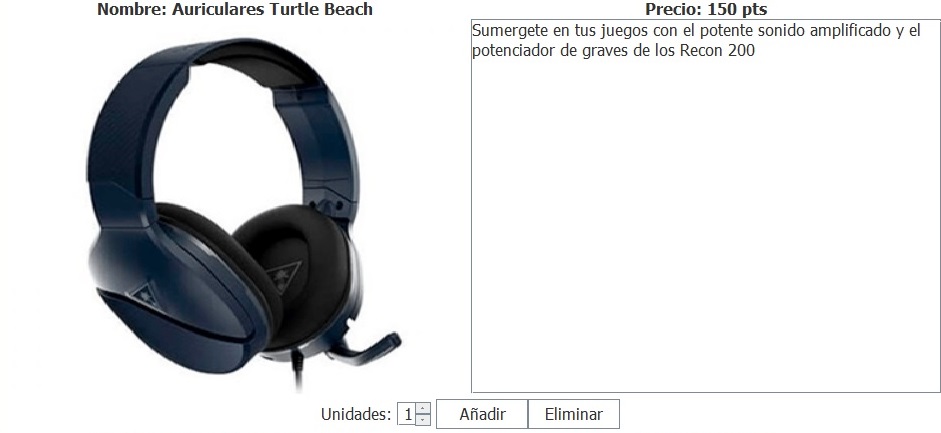 Nombre: Auriculares Turtle Beach
Precio: 150 pts
Sumergete en tus juegos con el potente sonido amplificado y el
potenciador de graves de los Recon 200
Unidades: 1 Añadir Eliminar